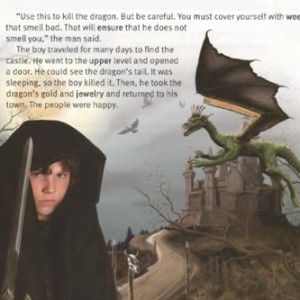 "Use this to kill the dragon. But be careful. You must cover yourself with
that smell bad. That will ensure that he does not
smell you," the man said.
The boy traveled for many days to find the
castle. He went to the upper level and opened
a door. He could see the dragon's tail. It was
sleeping, so the boy killed it. Then, he took the
dragon's gold and jewelry and returned to his
town. The people were happy.